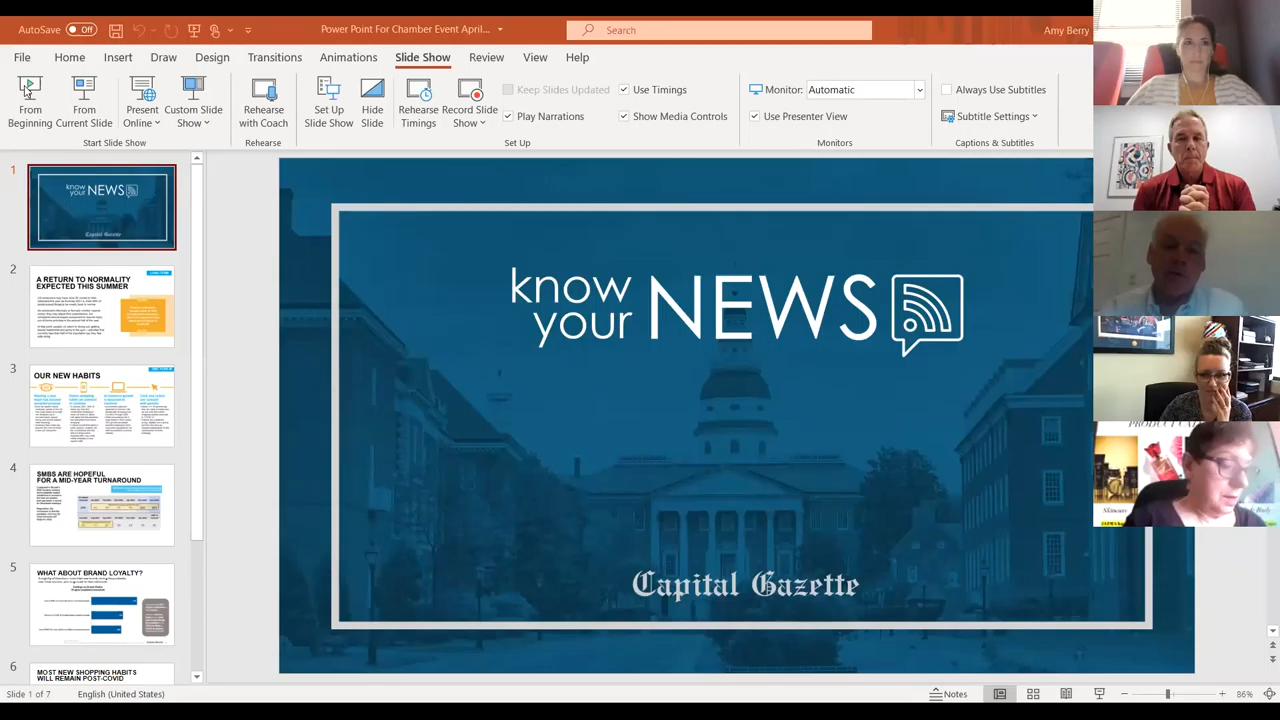 AutoSave Off
Power Point For Chamber Event April...
Search
Amy Berry
File Home Insert Draw Design Transitions Animations Slide Show Review View Help
From Beginning
From Current Slide
Present Online
Custom Slide Show
Start Slide Show
Rehearse with Coach
Rehearse
Set Up Slide Show
Hide Slide
Rehearse Timings
Record Slide Show
Keep Slides Updated
Play Narrations
Use Timings
Show Media Controls
Set Up
Monitor: Automatic
Use Presenter View
Monitors
Always Use Subtitles
Subtitle Settings
Captions & Subtitles
1
know your NEWS
Capital Gazette
2
A RETURN TO NORMALITY
EXPECTED THIS SUMMER
3
OUR NEW HABITS
4
SMBS ARE HOPEFUL
FOR A MID-YEAR TURNAROUND
5
WHAT ABOUT BRAND LOYALTY?
6
MOST NEW SHOPPING HABITS
WILL REMAIN POST-COVID
know
your NEWS
Capital Gazette
Slide 1 of 7
English (United States)
Notes
86%